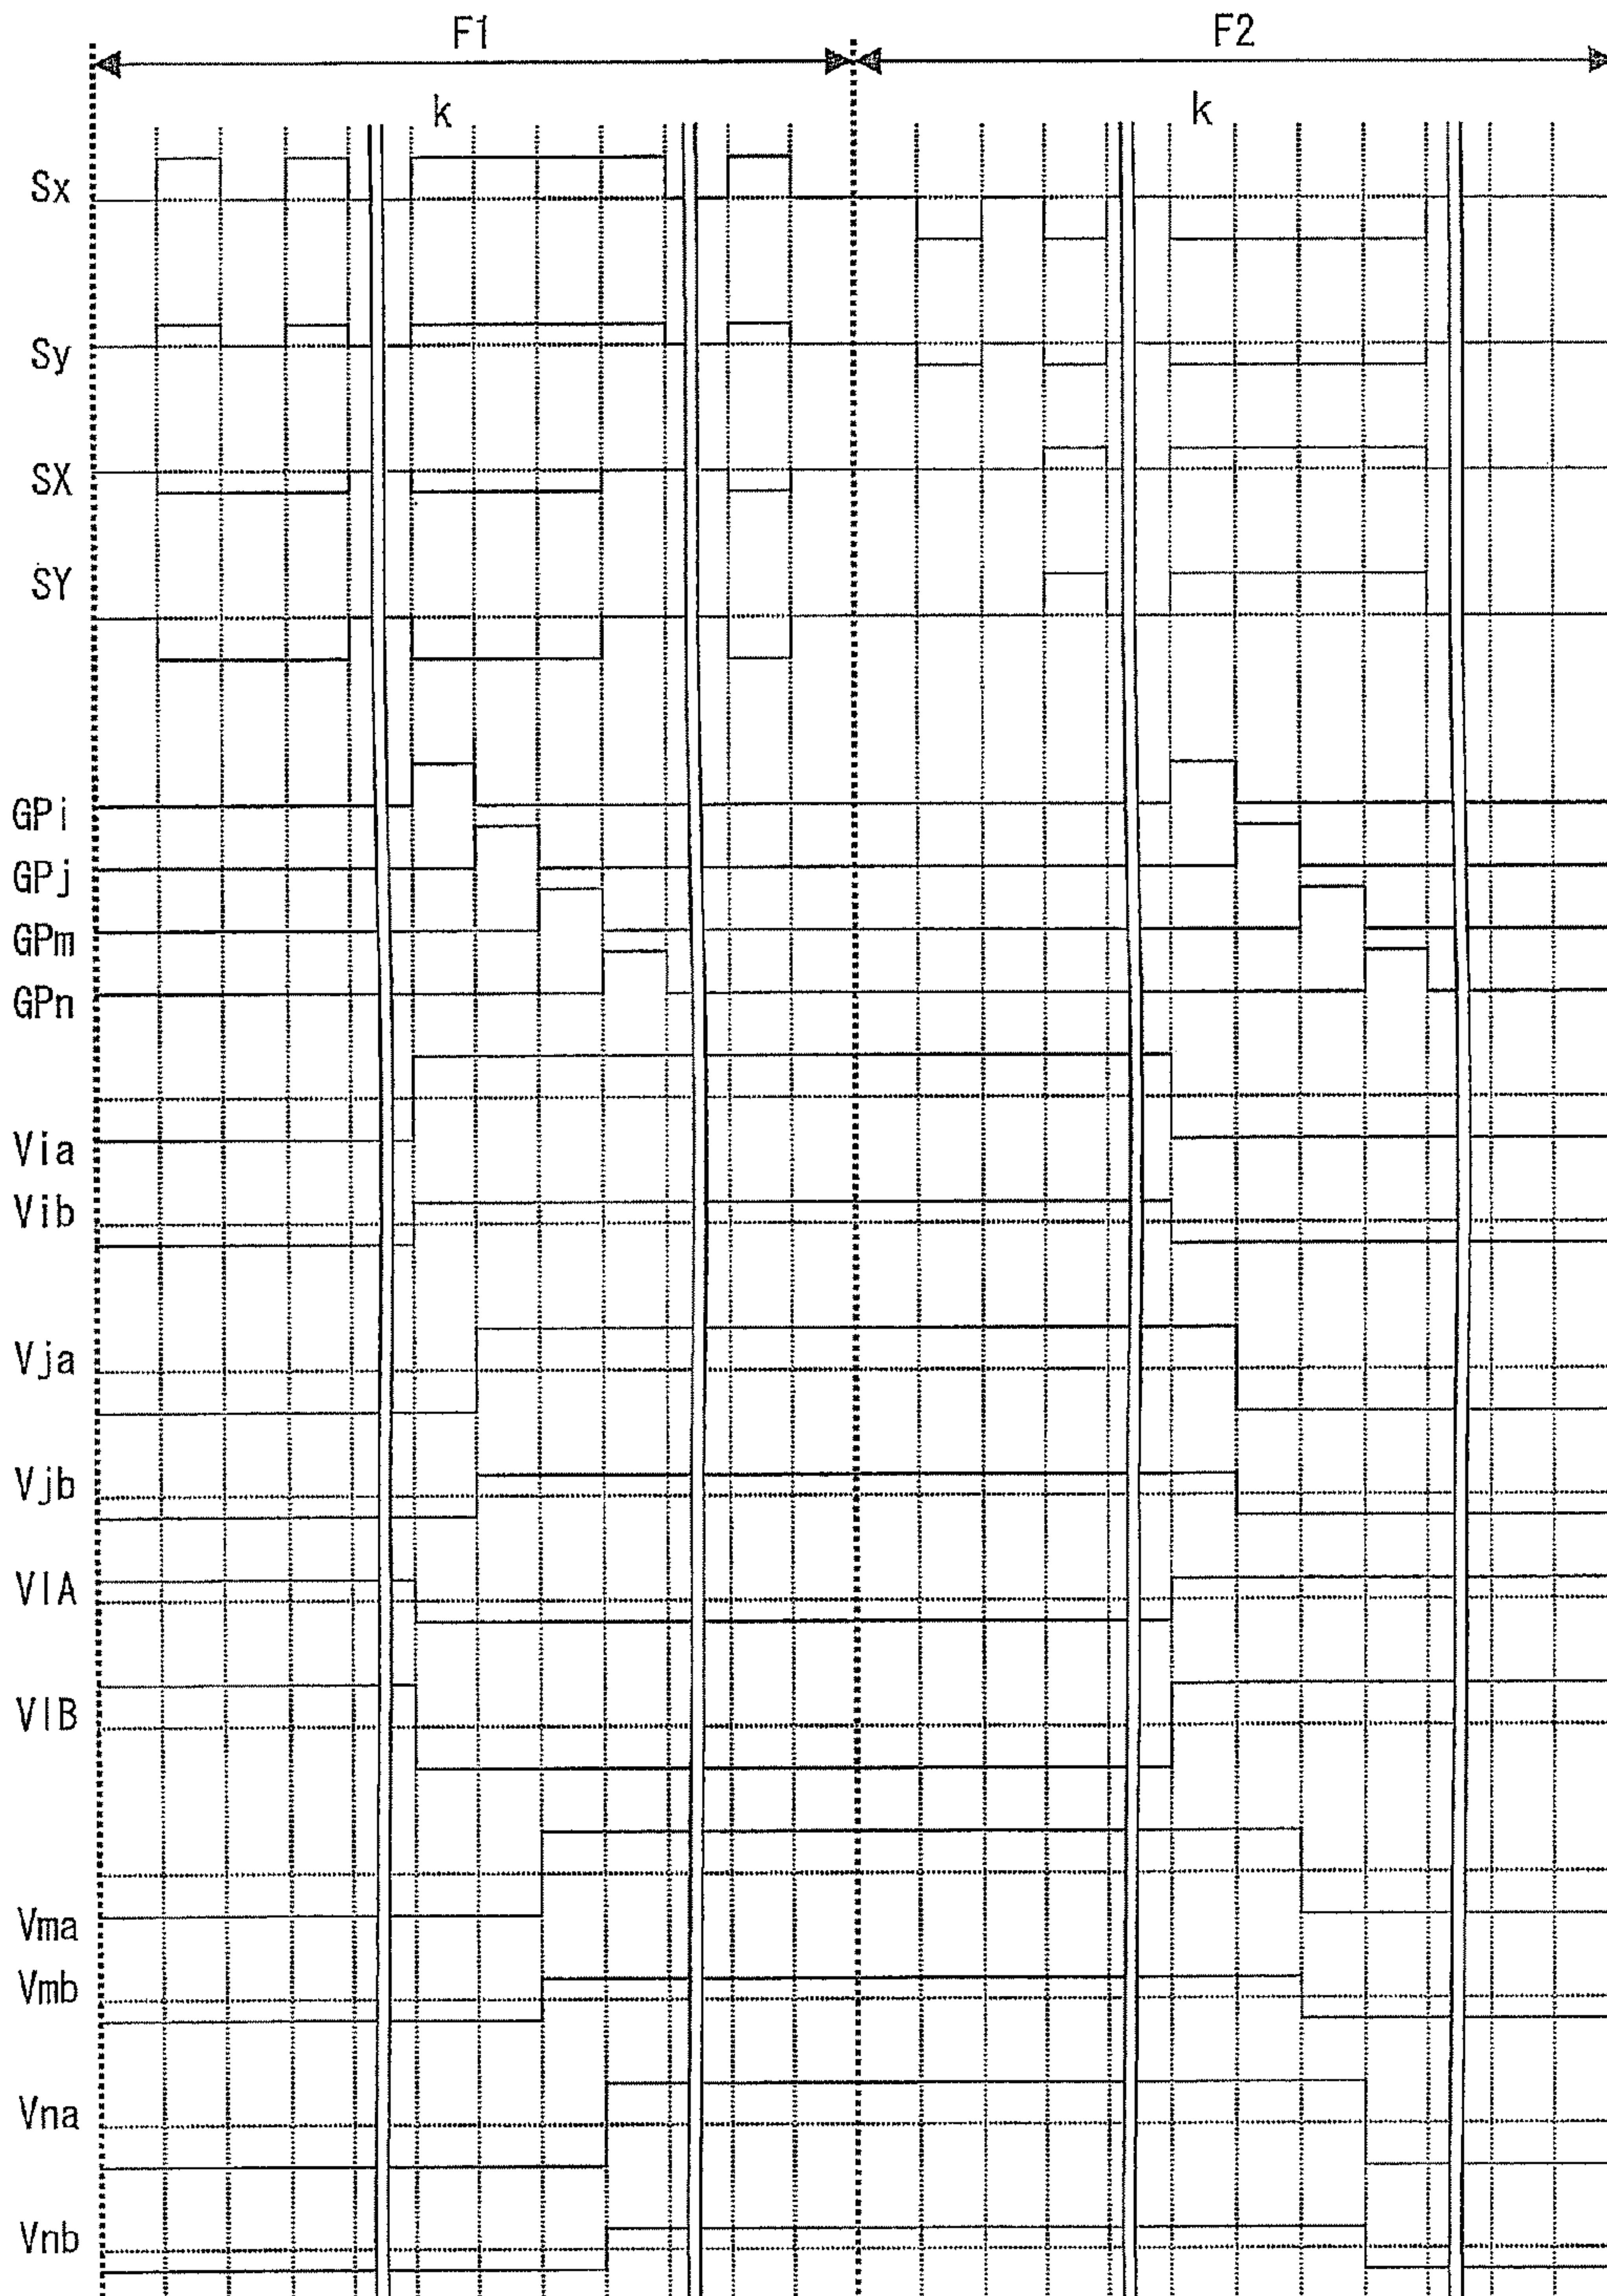 F1 F2
k k
Sx
Sy
SX
SY
GPi
GPj
GPm
GPn
Via
Vib
Vja
Vjb
VIA
VIB
Vma
Vmb
Vna
Vnb